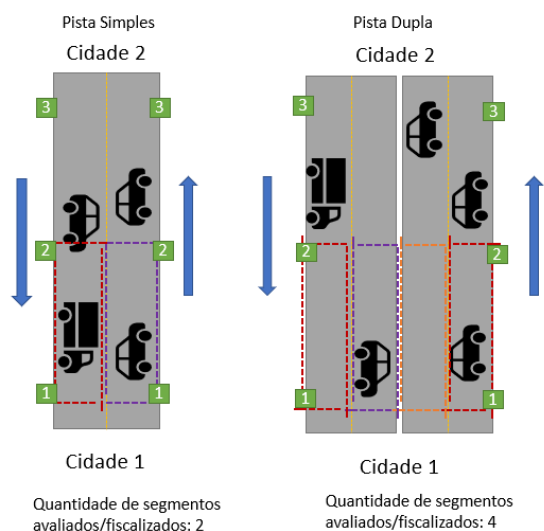 Pista Simples
Cidade 2
3 3
2 2
1 1
Cidade 1
Quantidade de segmentos
avaliados/fiscalizados: 2
Pista Dupla
Cidade 2
3 3
2 2
1 1
Cidade 1
Quantidade de segmentos
avaliados/fiscalizados: 4